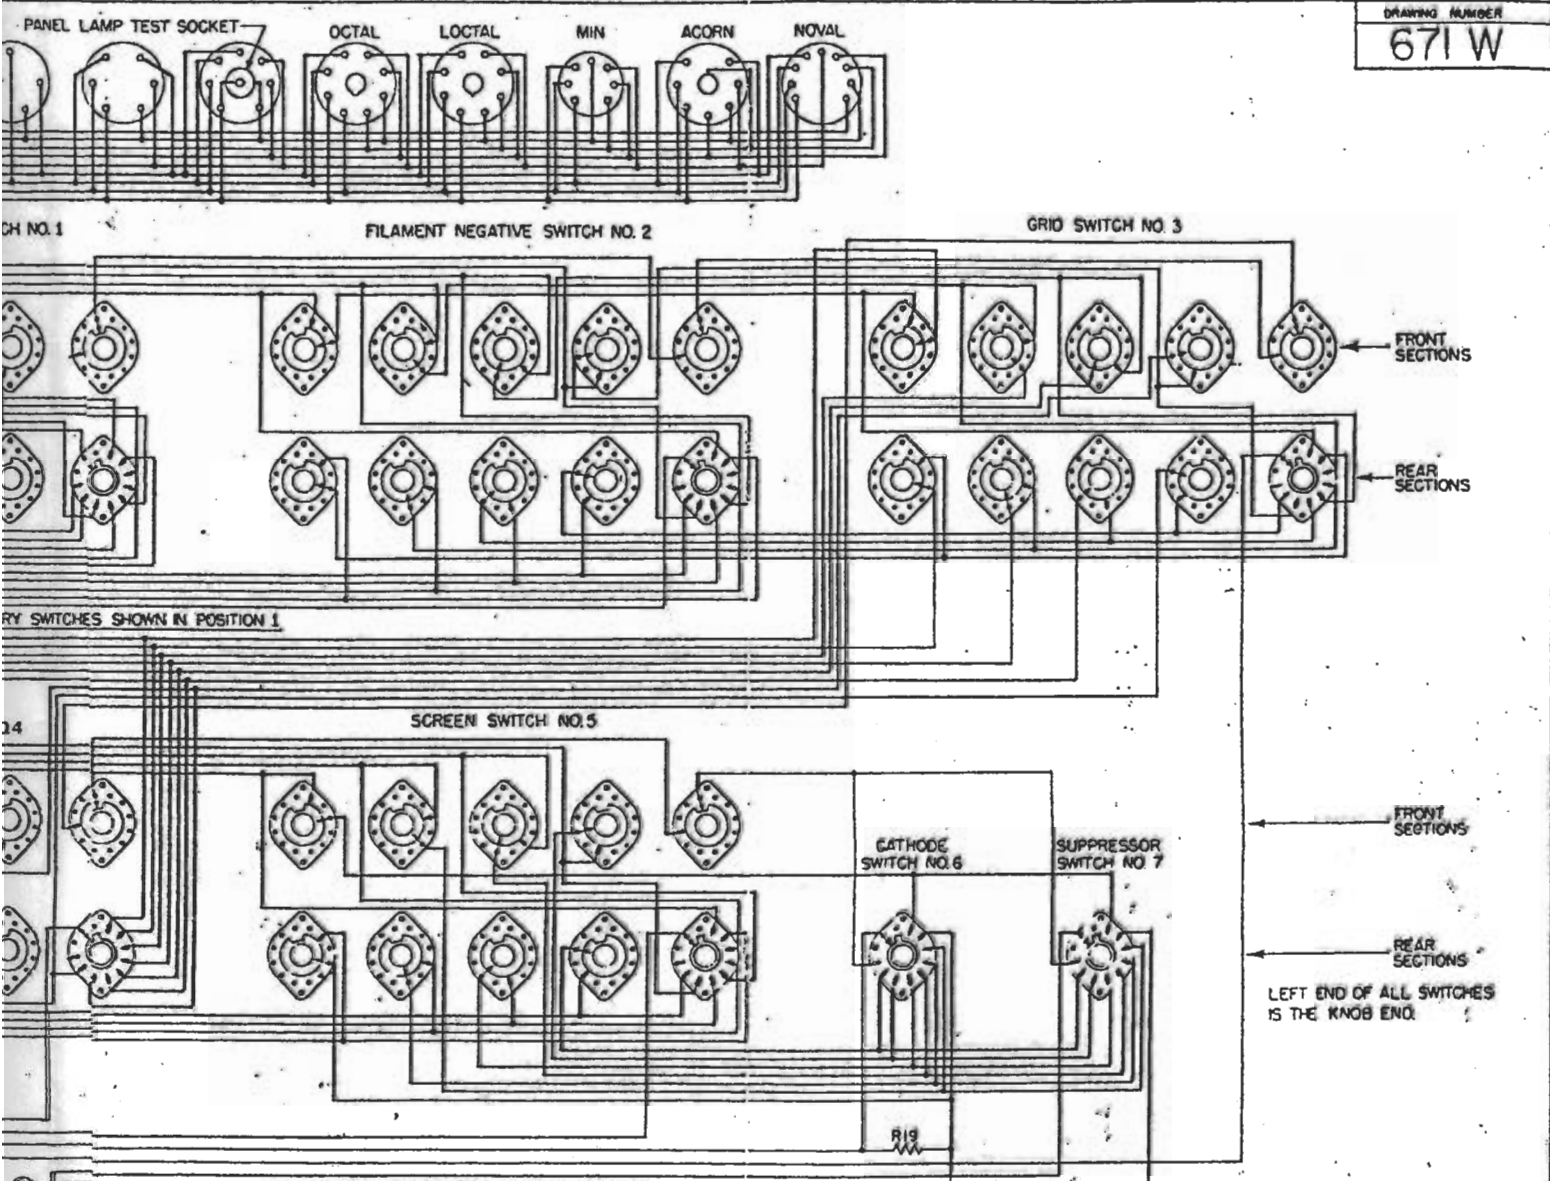 DRAWING NUMBER
671 W
PANEL LAMP TEST SOCKET
OCTAL
LOCTAL
MIN
ACORN
NOVAL
CH NO. 1
FILAMENT NEGATIVE SWITCH NO. 2
GRID SWITCH NO. 3
FRONT
SECTIONS
REAR
SECTIONS
RY SWITCHES SHOWN IN POSITION 1
14
SCREEN SWITCH NO. 5
CATHODE
SWITCH NO. 6
SUPPRESSOR
SWITCH NO. 7
FRONT
SECTIONS
REAR
SECTIONS
LEFT END OF ALL SWITCHES
IS THE KNOB END.
R19